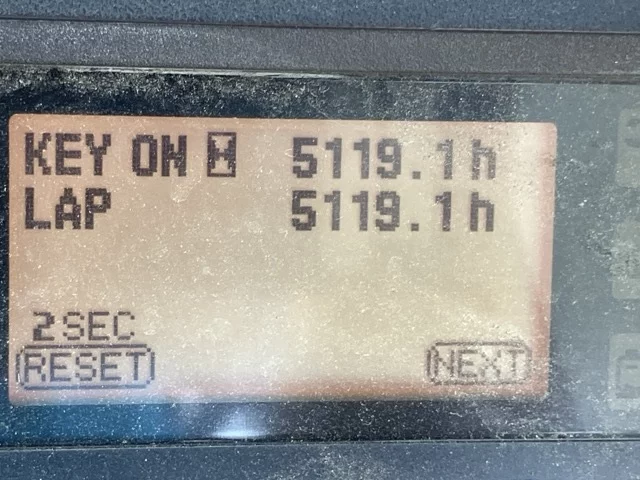 KEY ON 5119.1h
LAP 5119.1h
2SEC
RESET NEXT